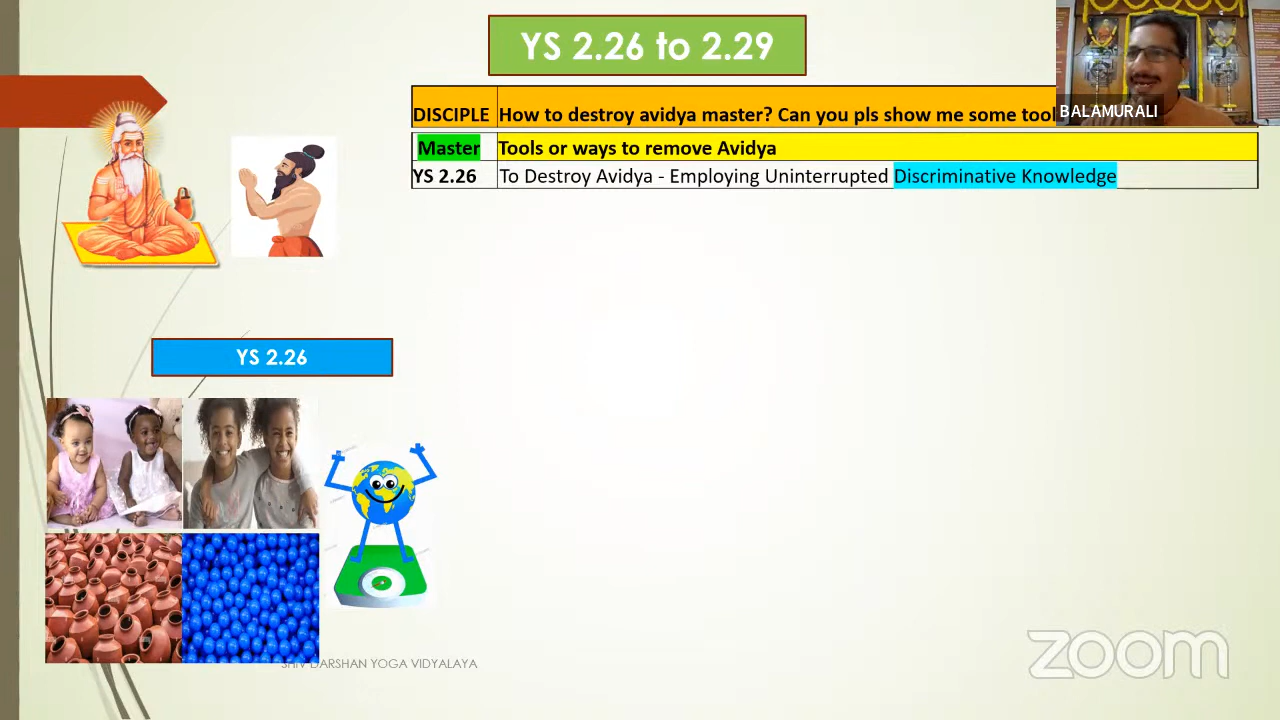 YS 2.26 to 2.29
DISCIPLE How to destroy avidya master? Can you pls show me some tool
BALAMURALI
Master Tools or ways to remove Avidya
YS 2.26 To Destroy Avidya - Employing Uninterrupted Discriminative Knowledge
YS 2.26
SHIV DARSHAN YOGA VIDYALAYA
zoom